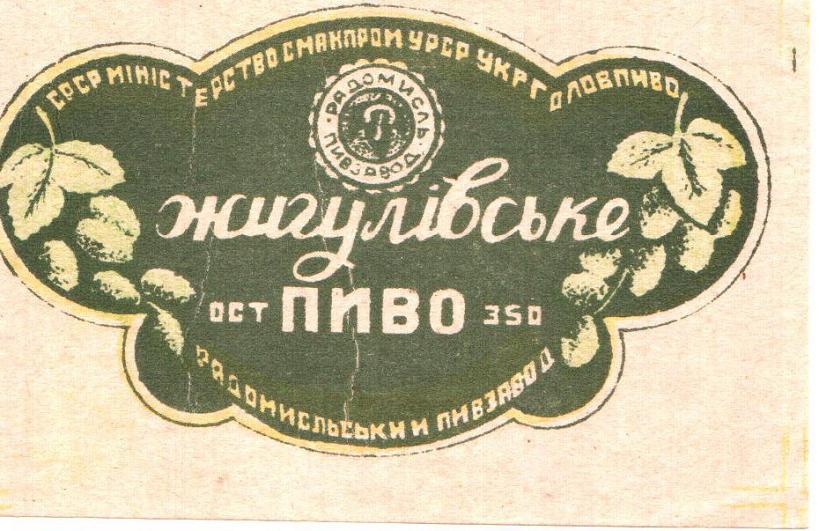 СРСР МІНІСТЕРСТВО СМАКПРОМ УРСР УКРГОЛОВПИВО
РАДОМИСЛЬ
ПИВЗАВОД
жигулівське
ОСТ ПИВО 350
РАДОМИСЛЬСЬКИЙ ПИВЗАВОД